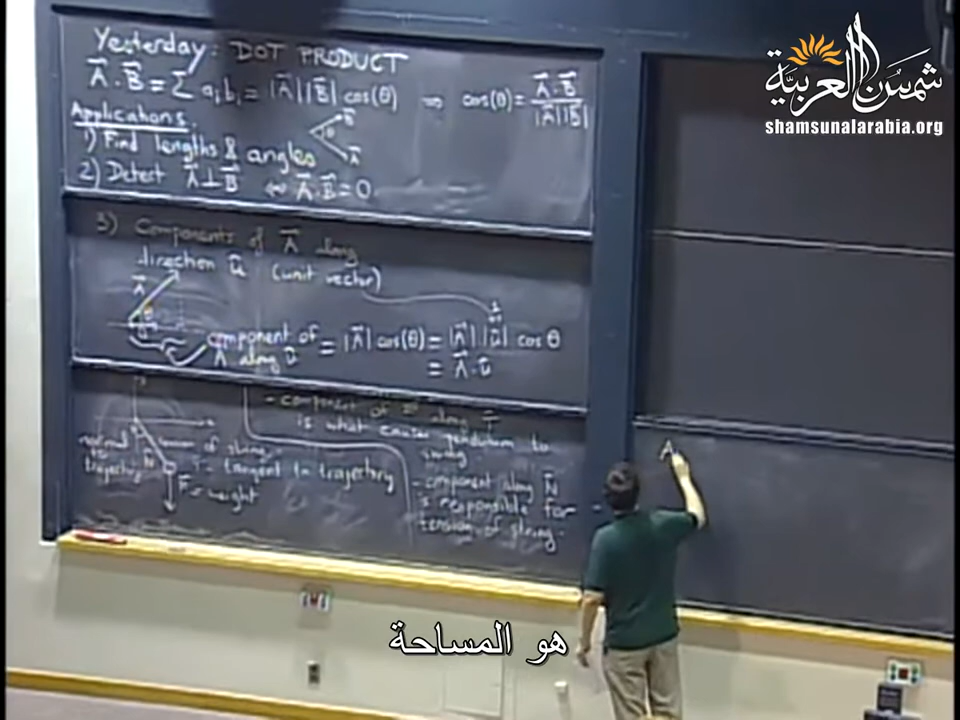 Yesterday: DOT PRODUCT
A⃗·B⃗ = Σ aᵢbᵢ = |A⃗||B⃗| cos(θ) ⇒ cos(θ) = A⃗·B⃗ / |A⃗||B⃗|
Applications.
1) Find lengths & angles
θ B⃗ A⃗
2) Detect A⃗⊥B⃗ ⇔ A⃗·B⃗ = 0
3) Components of A⃗ along
direction û (unit vector)
A⃗ θ
component of A⃗ along û = |A⃗| cos(θ) = |A⃗| |û| cos θ
= A⃗·û
- component of along T⃗
is what causes pendulum to
swing
normal to trajectory
of string
T = tangent to trajectory
F = weight
- component along N⃗
is responsible for
tension of string.
A
شمس العربية
shamsunalarabia.org
هو المساحة